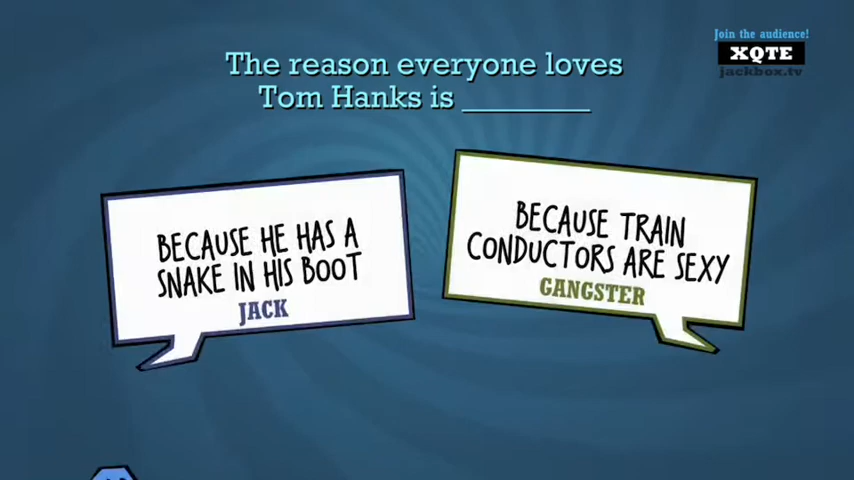 Join the audience!
XQTE
jackbox.tv
The reason everyone loves
Tom Hanks is _________
BECAUSE HE HAS A
SNAKE IN HIS BOOT
JACK
BECAUSE TRAIN
CONDUCTORS ARE SEXY
GANGSTER